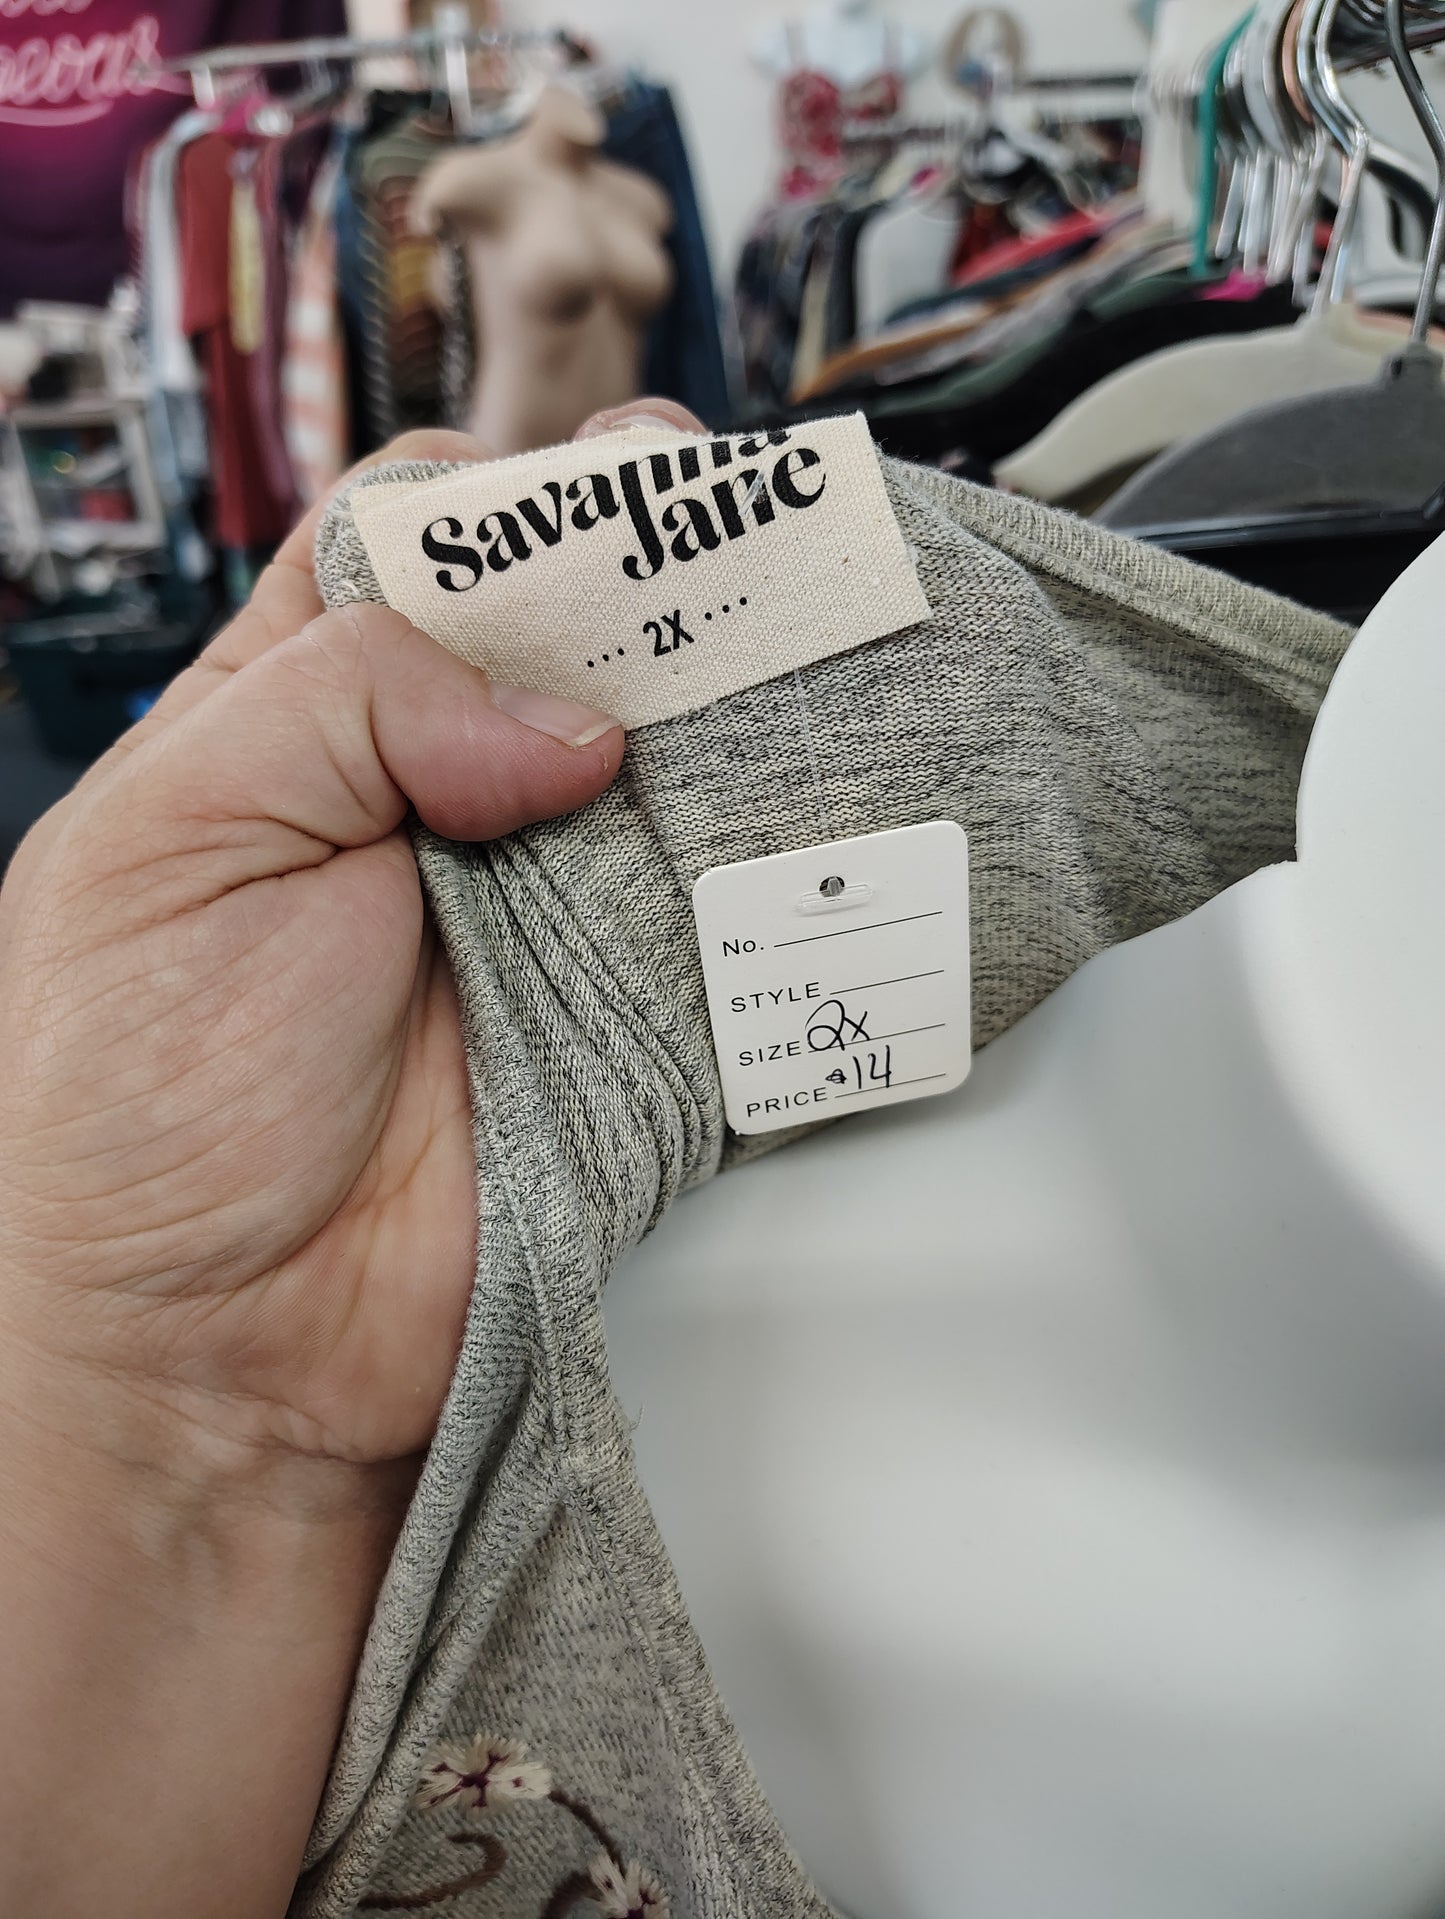 Savanna
Jane
... 2X ...
No.
STYLE
SIZE 2x
PRICE $14